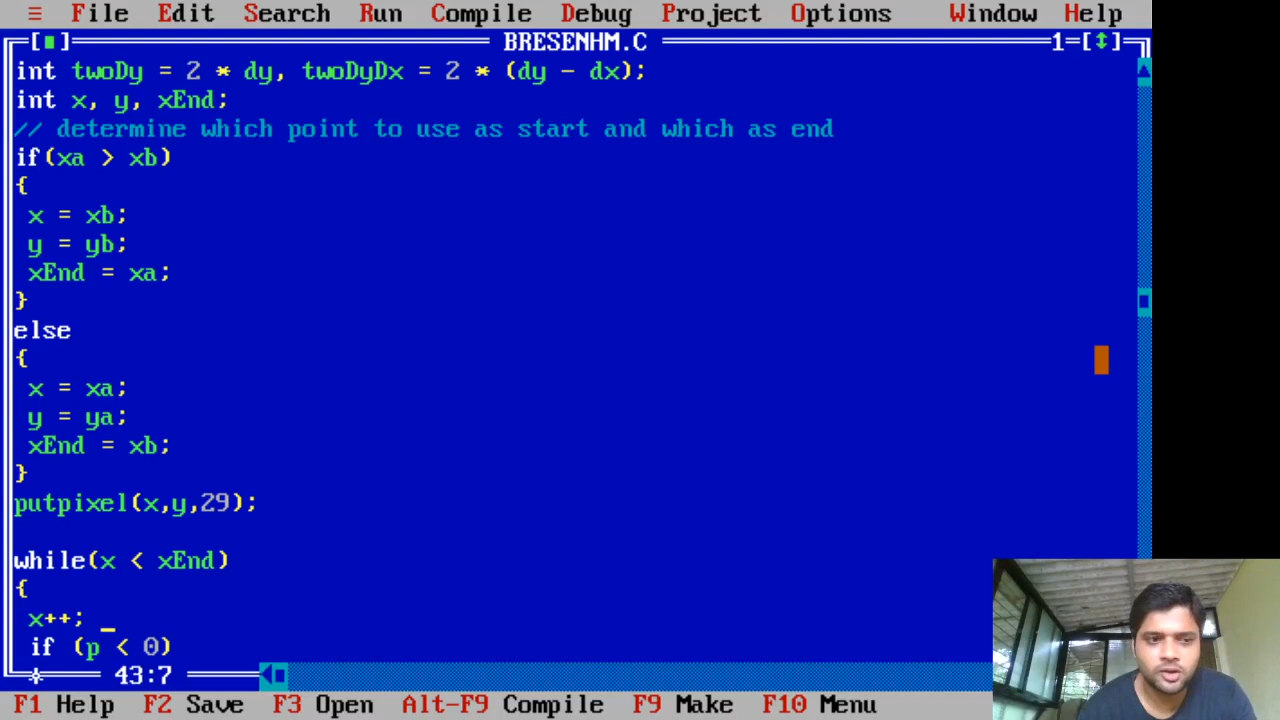 ≡ File Edit Search Run Compile Debug Project Options Window Help
[■] BRESENHM.C 1=[↕]
int twoDy = 2 * dy, twoDyDx = 2 * (dy - dx);
int x, y, xEnd;
// determine which point to use as start and which as end
if(xa > xb)
{
x = xb;
y = yb;
xEnd = xa;
}
else
{
x = xa;
y = ya;
xEnd = xb;
}
putpixel(x,y,29);
while(x < xEnd)
{
x++; _
if (p < 0)
43:7
F1 Help F2 Save F3 Open Alt-F9 Compile F9 Make F10 Menu